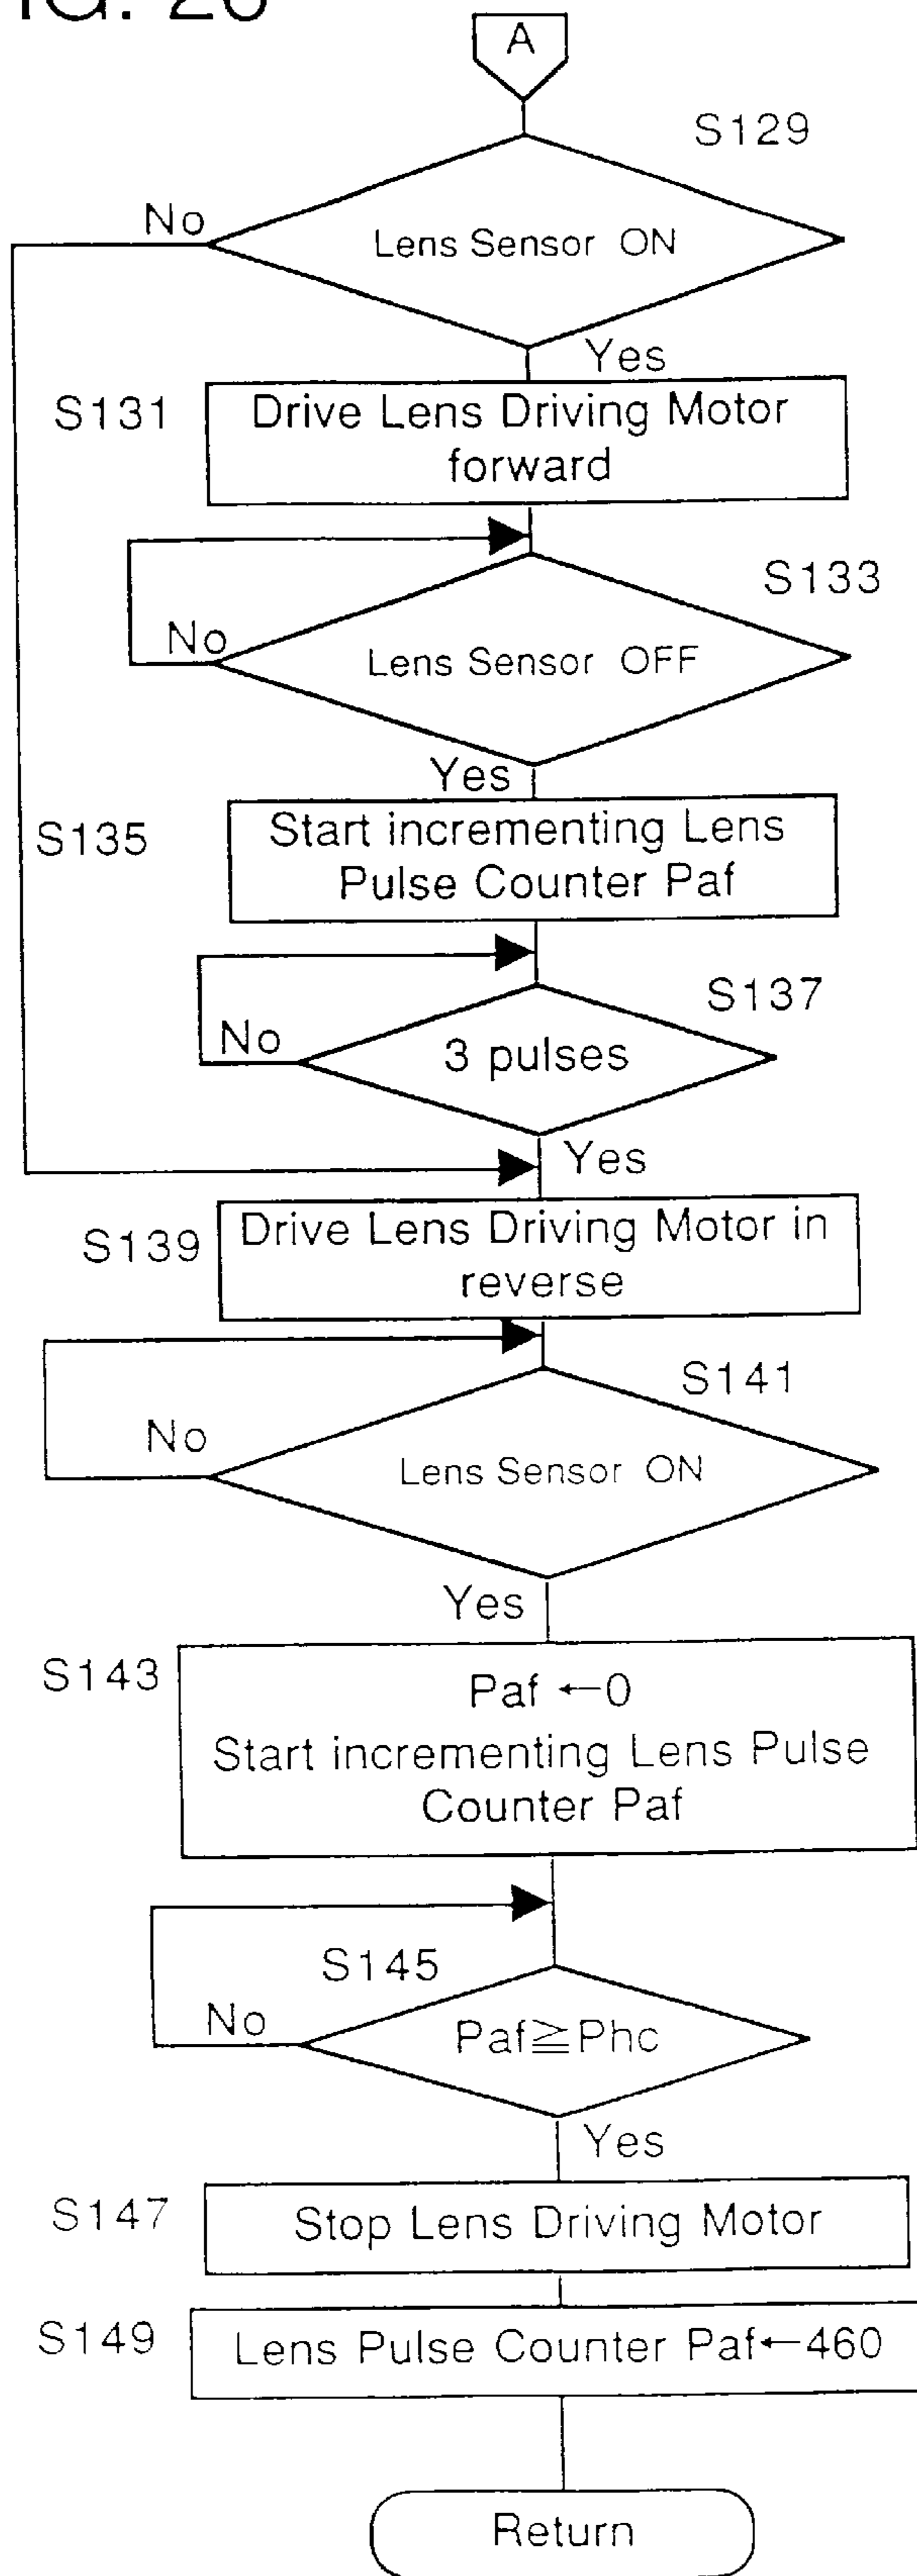 A
S129
No
Lens Sensor ON
Yes
S131
Drive Lens Driving Motor
forward
S133
No
Lens Sensor OFF
Yes
S135
Start incrementing Lens
Pulse Counter Paf
S137
No
3 pulses
Yes
S139
Drive Lens Driving Motor in
reverse
S141
No
Lens Sensor ON
Yes
S143
Paf ←0
Start incrementing Lens Pulse
Counter Paf
S145
No
Paf≧Phc
Yes
S147
Stop Lens Driving Motor
S149
Lens Pulse Counter Paf←460
Return